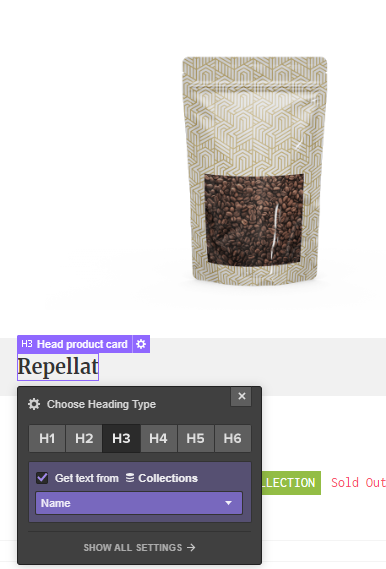 H3 Head product card
Repellat
Choose Heading Type
H1 H2 H3 H4 H5 H6
Get text from Collections
LLECTION Sold Out
Name
SHOW ALL SETTINGS